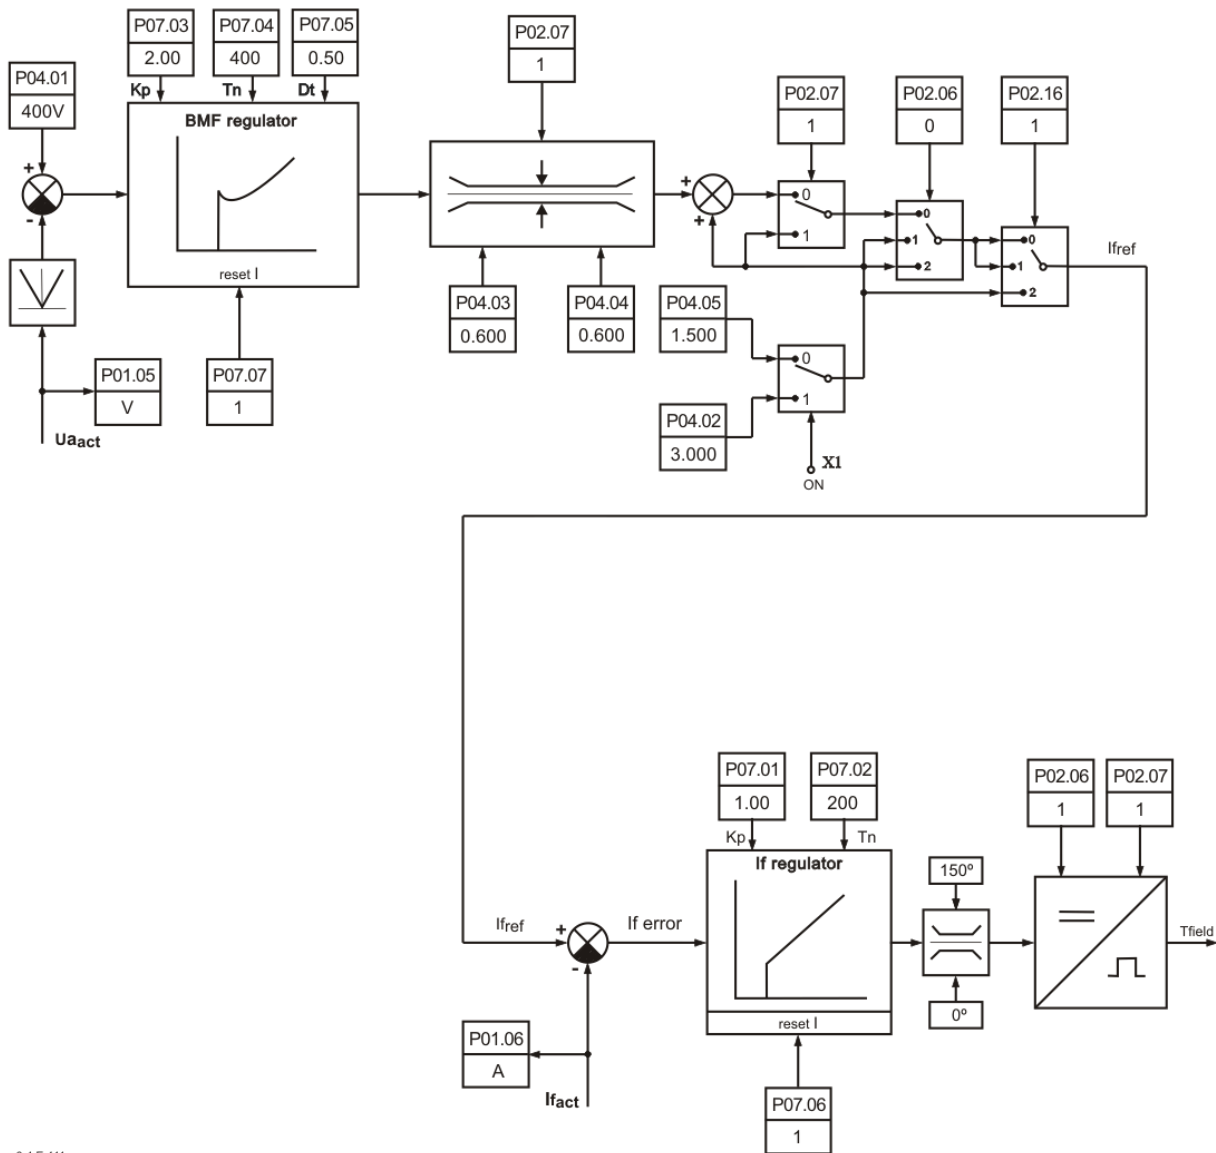 P07.03 P07.04 P07.05
2.00 400 0.50
P02.07
1
P04.01
400V
Kp Tn Dt
P02.07 P02.06 P02.16
1 0 1
BMF regulator
+
-
+
+
0
1
0
1
2
0
1
2
Ifref
reset I
P04.03 P04.04 P04.05
0.600 0.600 1.500
0
1
P01.05
V
P07.07
1
P04.02
3.000
Uaact
X1
ON
P07.01 P07.02
1.00 200
P02.06 P02.07
1 1
Kp Tn
If regulator
150º
Ifref
+
-
If error
Tfield
0º
reset I
P01.06
A
Ifact
P07.06
1